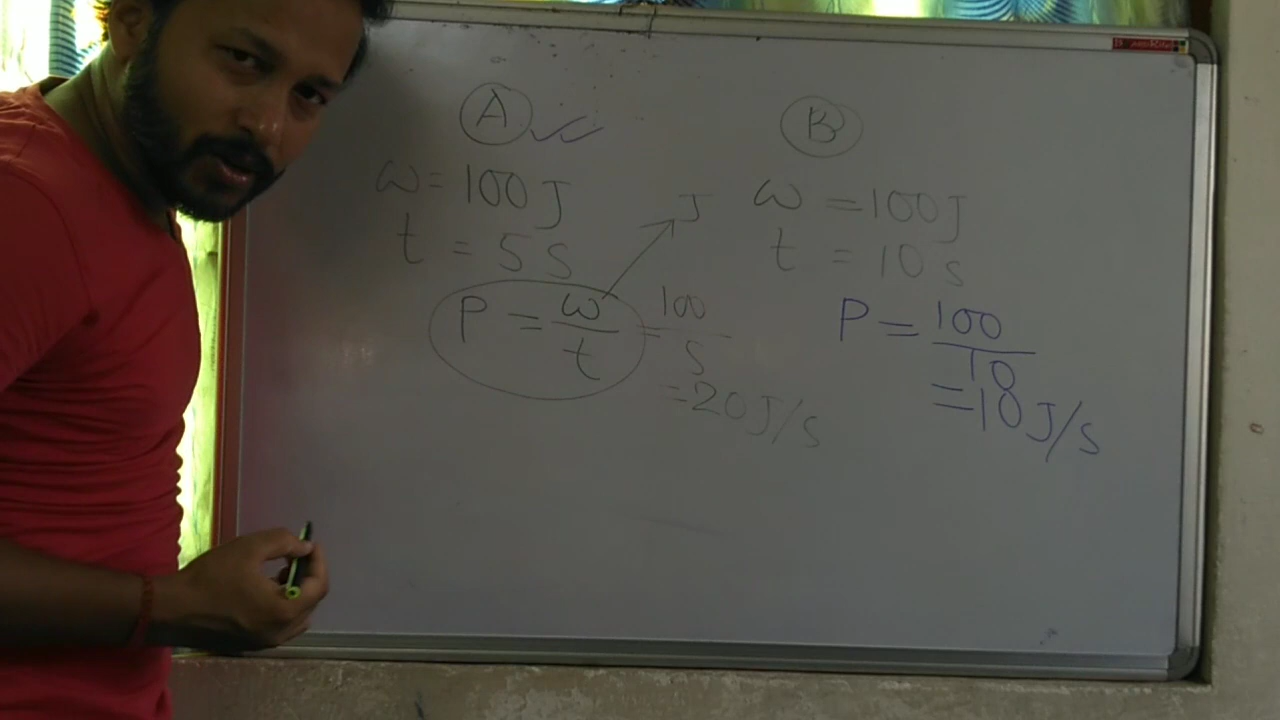 A
ω = 100 J
t = 5 S
P = ω/t = 100/5
= 20 J/S
J
B
ω = 100 J
t = 10 S
P = 100/10
= 10 J/S